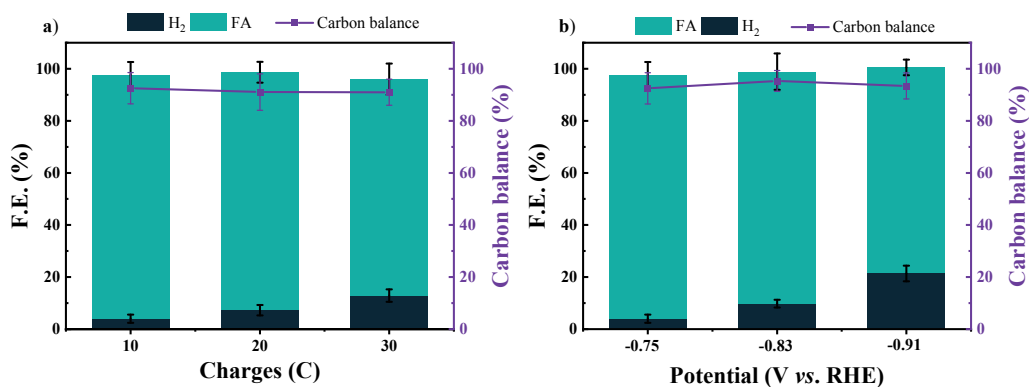 a)
H2
FA
Carbon balance
F.E. (%)
100
80
60
40
20
0
100
80
60
40
20
0
Carbon balance (%)
10
20
30
Charges (C)
b)
FA
H2
Carbon balance
F.E. (%)
100
80
60
40
20
0
100
80
60
40
20
0
Carbon balance (%)
-0.75
-0.83
-0.91
Potential (V vs. RHE)